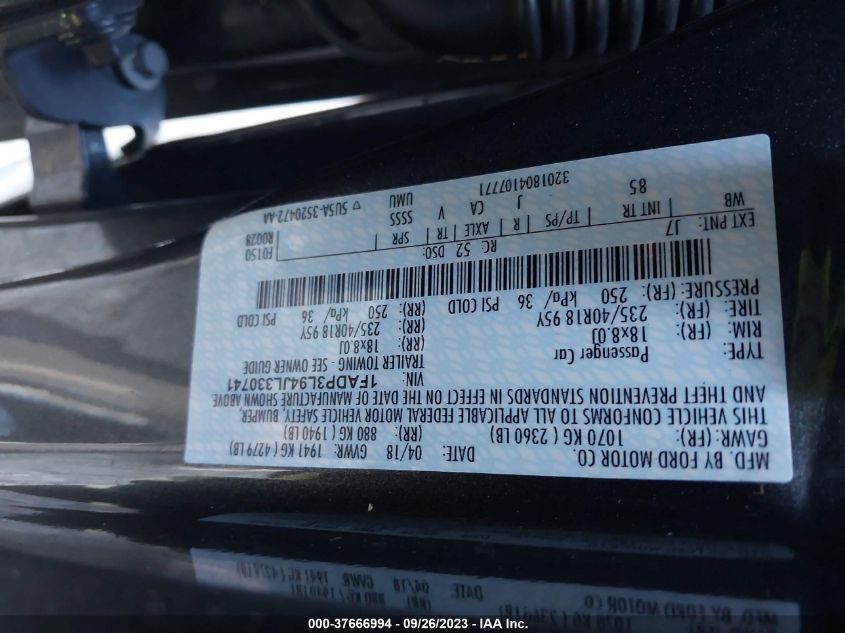 MFD. BY FORD MOTOR CO.
DATE: 04/18 GVWR: 1941 KG ( 4279 LB)
GAWR: (FR): 1070 KG ( 2360 LB) (RR): 880 KG ( 1940 LB)
THIS VEHICLE CONFORMS TO ALL APPLICABLE FEDERAL MOTOR VEHICLE SAFETY, BUMPER,
AND THEFT PREVENTION STANDARDS IN EFFECT ON THE DATE OF MANUFACTURE SHOWN ABOVE
VIN: 1FADP3L94JL330741
TYPE: Passenger Car TRAILER TOWING - SEE OWNER GUIDE
RIM: (FR): 18x8.0J (RR): 18x8.0J
TIRE: (FR): 235/40R18 95Y (RR): 235/40R18 95Y
PRESSURE: (FR): 250 kPa/ 36 PSI COLD (RR): 250 kPa/ 36 PSI COLD
EXT PNT: J7 RC: 52 DSO: F0150
R0028
WB INT TR TP/PS R AXLE TR SPR
85 J CA V SSSS
UMU
3201804107771 5U5A-3S20472-AA
000-37666994 - 09/26/2023 - IAA Inc.